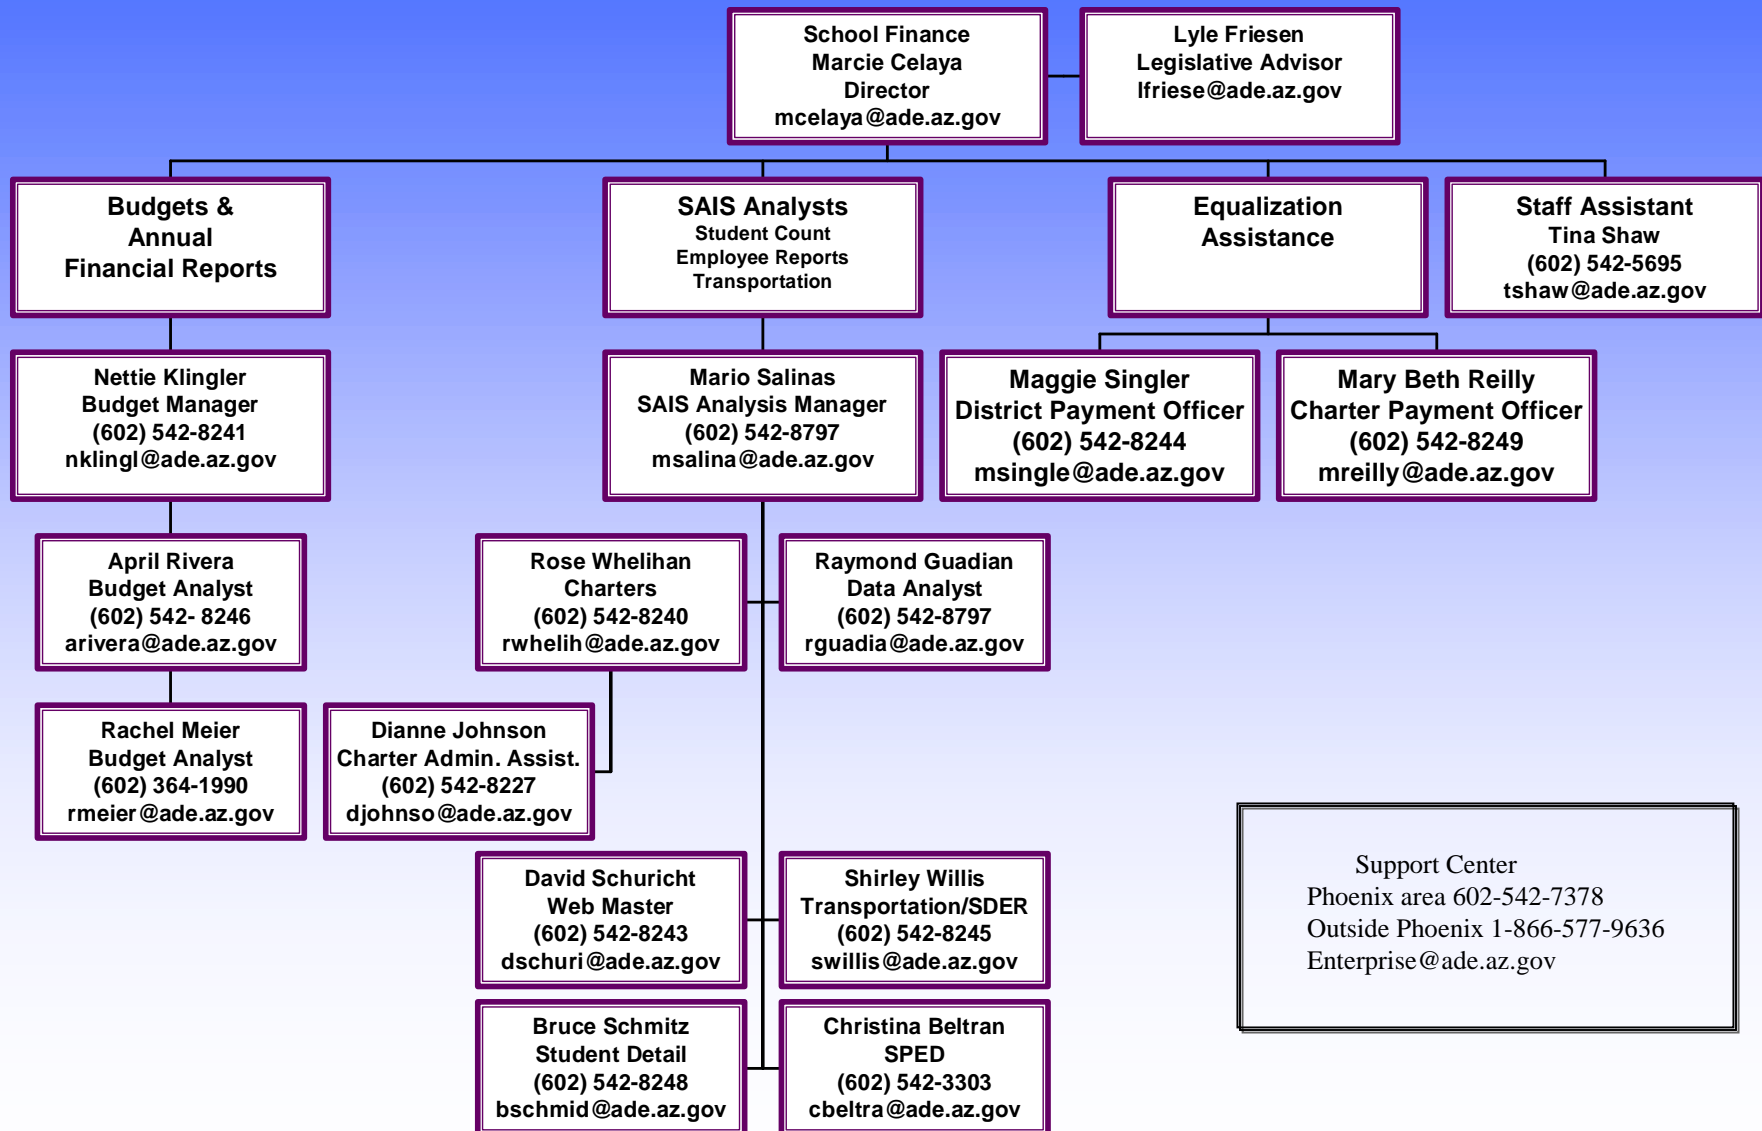 School Finance
Marcie Celaya
Director
mcelaya@ade.az.gov
Lyle Friesen
Legislative Advisor
lfriese@ade.az.gov
Budgets &
Annual
Financial Reports
SAIS Analysts
Student Count
Employee Reports
Transportation
Equalization
Assistance
Staff Assistant
Tina Shaw
(602) 542-5695
tshaw@ade.az.gov
Nettie Klingler
Budget Manager
(602) 542-8241
nklingl@ade.az.gov
Mario Salinas
SAIS Analysis Manager
(602) 542-8797
msalina@ade.az.gov
Maggie Singler
District Payment Officer
(602) 542-8244
msingle@ade.az.gov
Mary Beth Reilly
Charter Payment Officer
(602) 542-8249
mreilly@ade.az.gov
April Rivera
Budget Analyst
(602) 542- 8246
arivera@ade.az.gov
Rose Whelihan
Charters
(602) 542-8240
rwhelih@ade.az.gov
Raymond Guadian
Data Analyst
(602) 542-8797
rguadia@ade.az.gov
Rachel Meier
Budget Analyst
(602) 364-1990
rmeier@ade.az.gov
Dianne Johnson
Charter Admin. Assist.
(602) 542-8227
djohnso@ade.az.gov
David Schuricht
Web Master
(602) 542-8243
dschuri@ade.az.gov
Shirley Willis
Transportation/SDER
(602) 542-8245
swillis@ade.az.gov
Support Center
Phoenix area 602-542-7378
Outside Phoenix 1-866-577-9636
Enterprise@ade.az.gov
Bruce Schmitz
Student Detail
(602) 542-8248
bschmid@ade.az.gov
Christina Beltran
SPED
(602) 542-3303
cbeltra@ade.az.gov